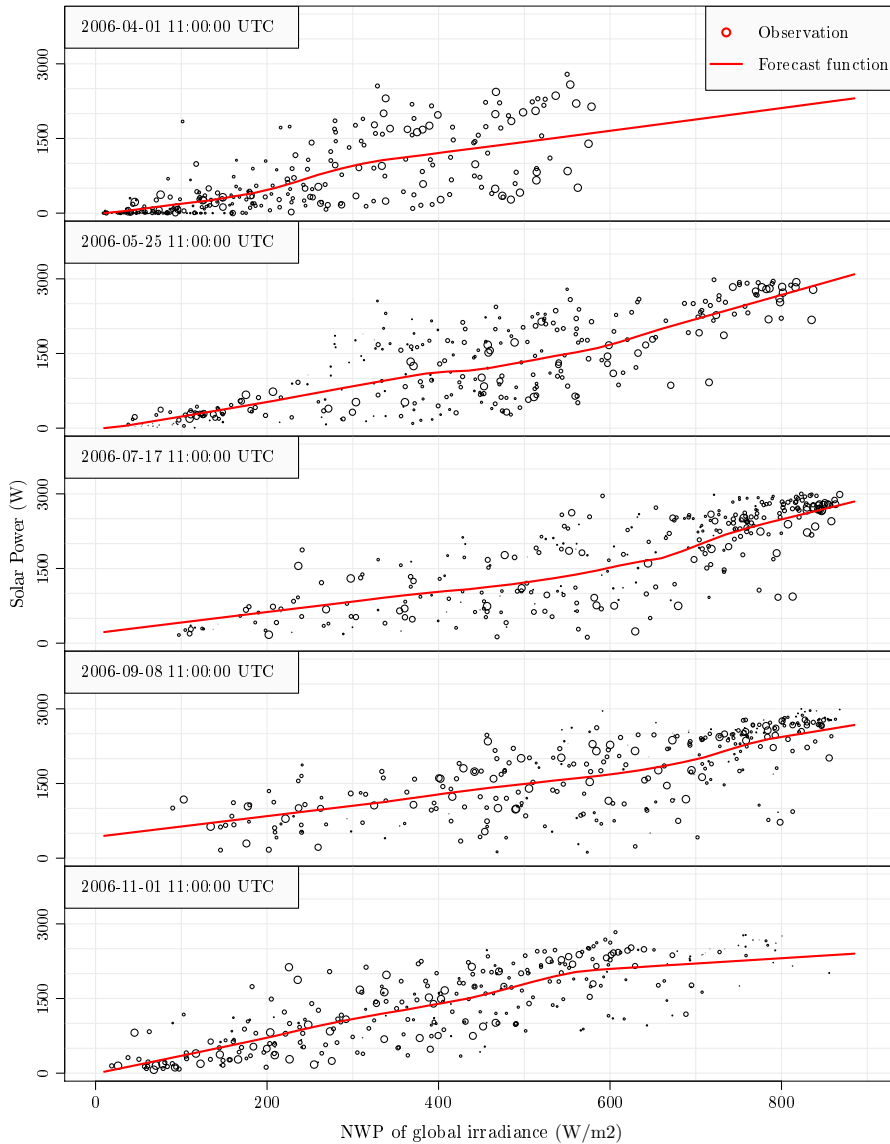 2006-04-01 11:00:00 UTC
Observation
Forecast function
0 1500 3000
2006-05-25 11:00:00 UTC
0 1500 3000
2006-07-17 11:00:00 UTC
0 1500 3000
Solar Power (W)
2006-09-08 11:00:00 UTC
0 1500 3000
2006-11-01 11:00:00 UTC
0 1500 3000
0 200 400 600 800
NWP of global irradiance (W/m2)